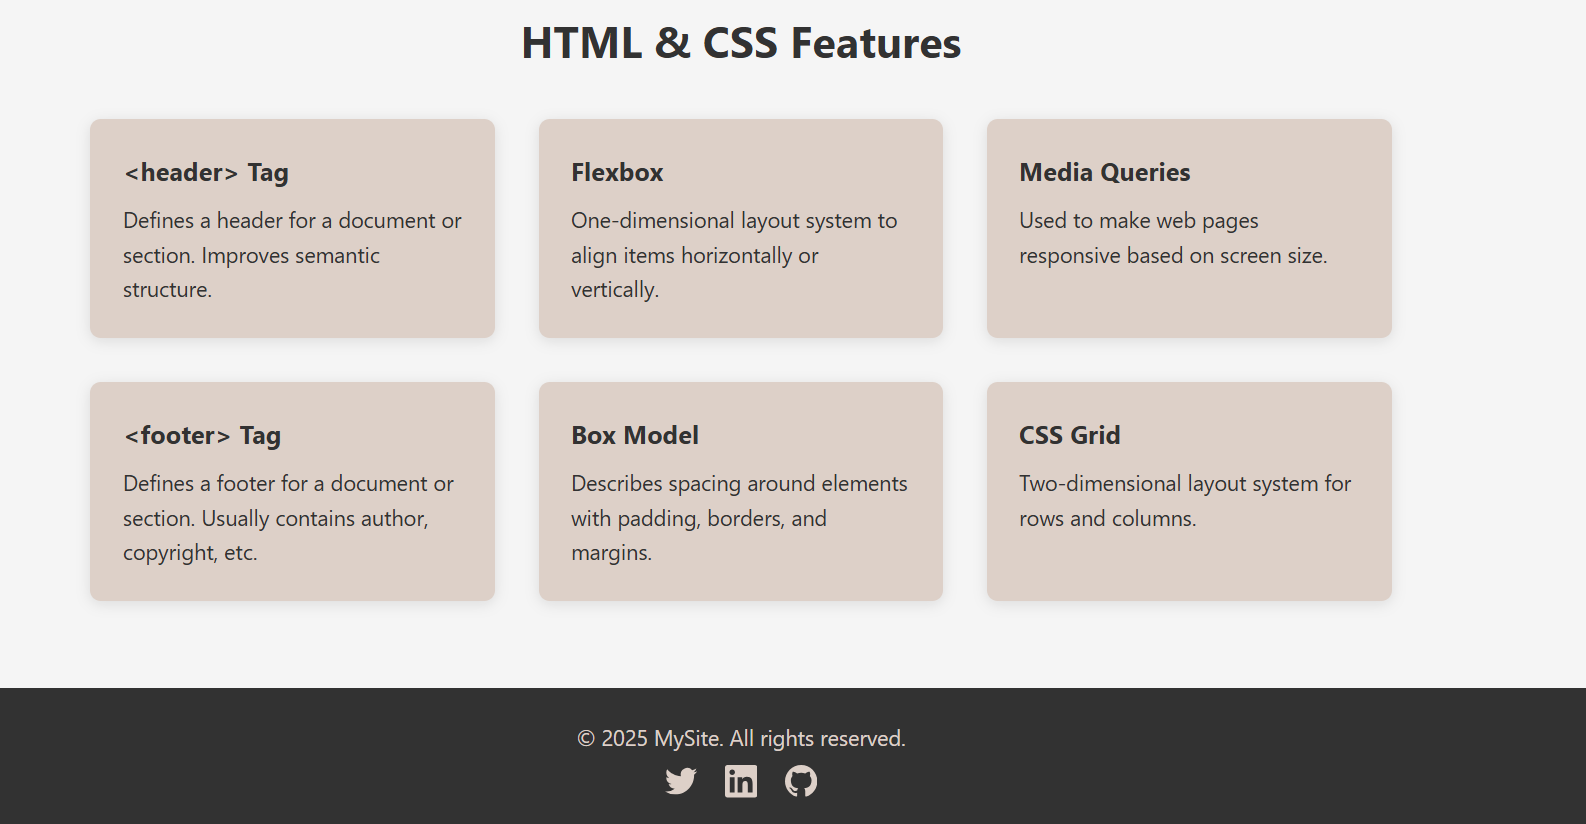 HTML & CSS Features
<header> Tag
Defines a header for a document or
section. Improves semantic
structure.
Flexbox
One-dimensional layout system to
align items horizontally or
vertically.
Media Queries
Used to make web pages
responsive based on screen size.
<footer> Tag
Defines a footer for a document or
section. Usually contains author,
copyright, etc.
Box Model
Describes spacing around elements
with padding, borders, and
margins.
CSS Grid
Two-dimensional layout system for
rows and columns.
© 2025 MySite. All rights reserved.
in